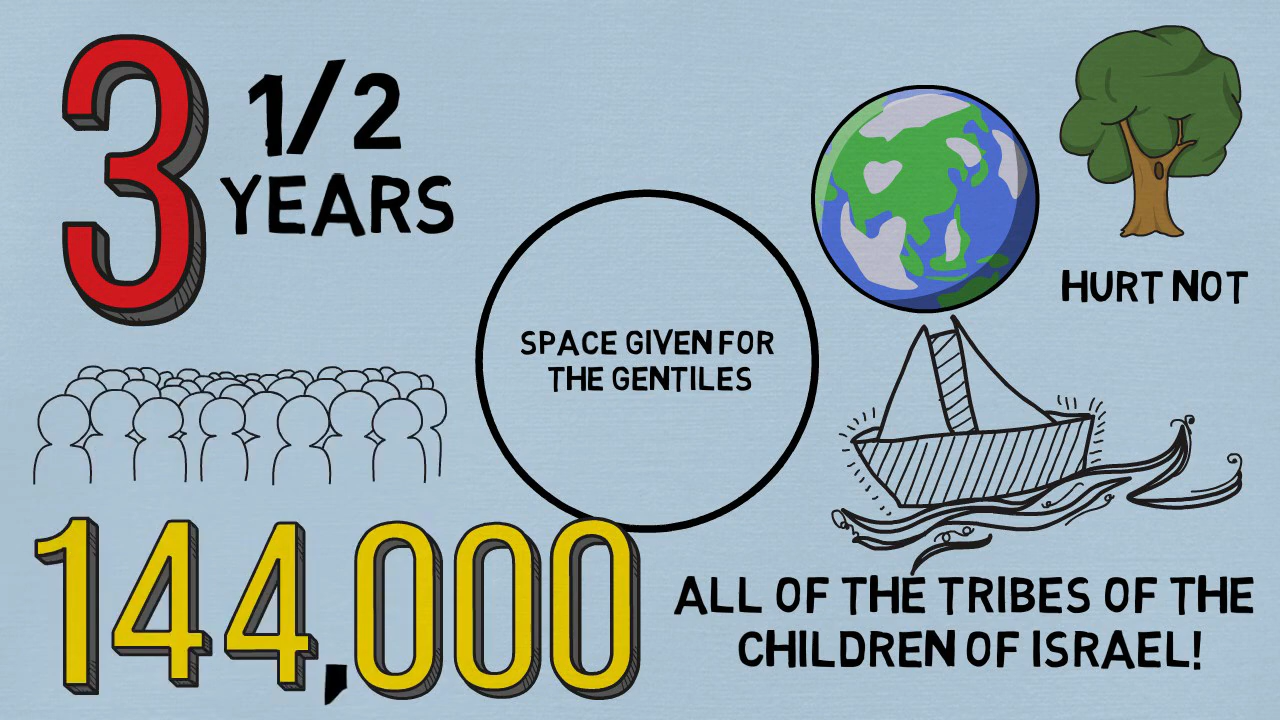 3 1/2
YEARS
HURT NOT
SPACE GIVEN FOR
THE GENTILES
144,000
ALL OF THE TRIBES OF THE
CHILDREN OF ISRAEL!